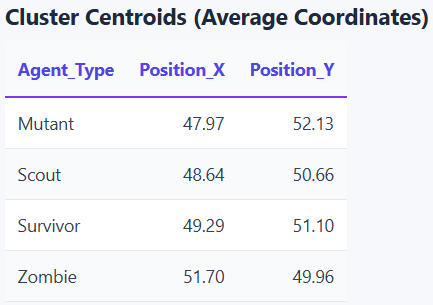 Cluster Centroids (Average Coordinates)
Agent_Type Position_X Position_Y
Mutant 47.97 52.13
Scout 48.64 50.66
Survivor 49.29 51.10
Zombie 51.70 49.96